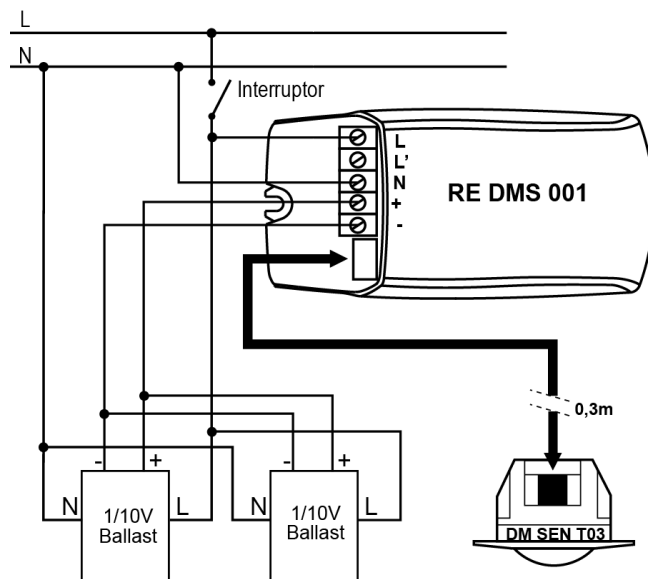 L
N
Interruptor
L
L'
N
+
-
RE DMS 001
0,3m
- +
- +
N
L
N
L
1/10V
Ballast
1/10V
Ballast
DM SEN T03